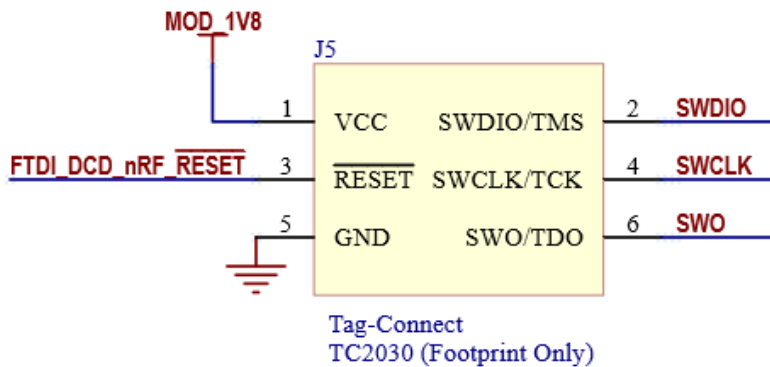 MOD_1V8
J5
1 VCC SWDIO/TMS 2 SWDIO
FTDI_DCD_nRF_RESET 3 RESET SWCLK/TCK 4 SWCLK
5 GND SWO/TDO 6 SWO
Tag-Connect
TC2030 (Footprint Only)